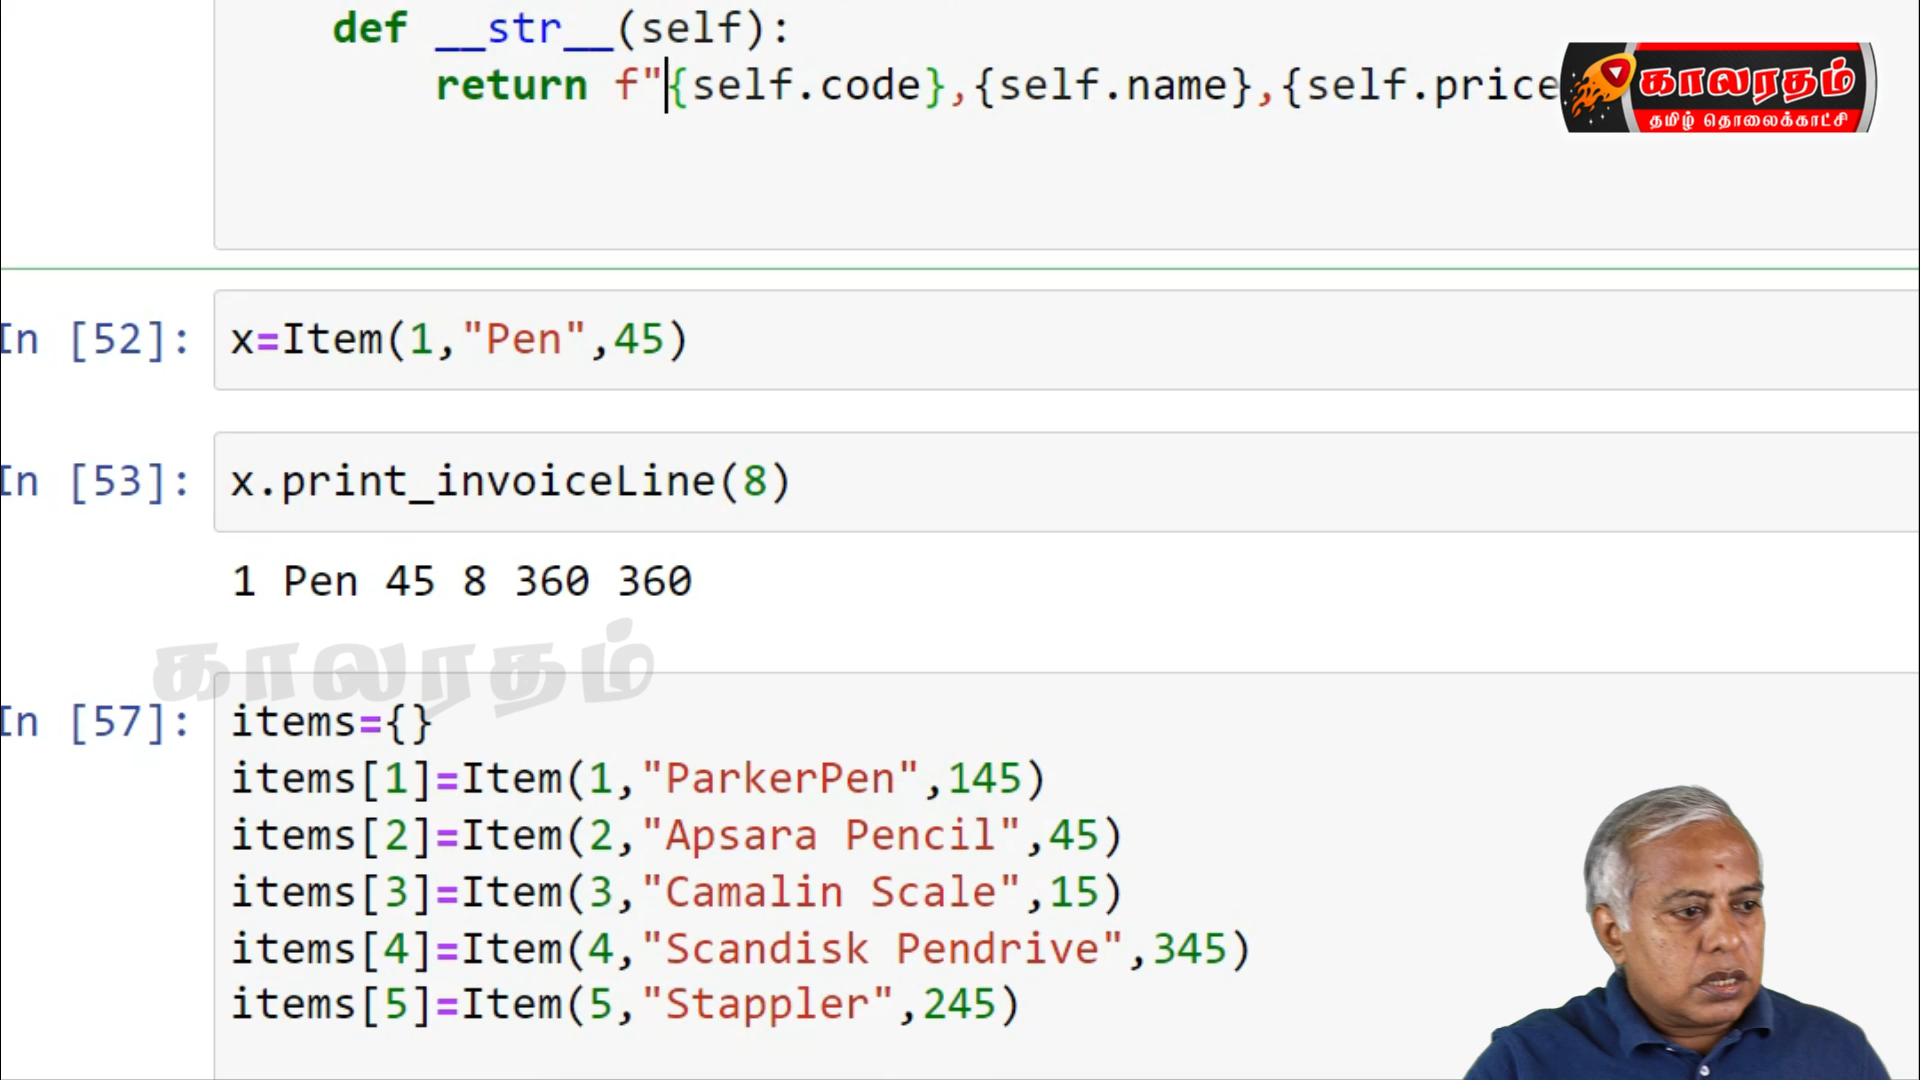 def __str__(self):
return f"{self.code},{self.name},{self.price
காலரதம்
தமிழ் தொலைக்காட்சி
In [52]: x=Item(1,"Pen",45)
In [53]: x.print_invoiceLine(8)
1 Pen 45 8 360 360
காலரதம்
In [57]: items={}
items[1]=Item(1,"ParkerPen",145)
items[2]=Item(2,"Apsara Pencil",45)
items[3]=Item(3,"Camalin Scale",15)
items[4]=Item(4,"Scandisk Pendrive",345)
items[5]=Item(5,"Stappler",245)